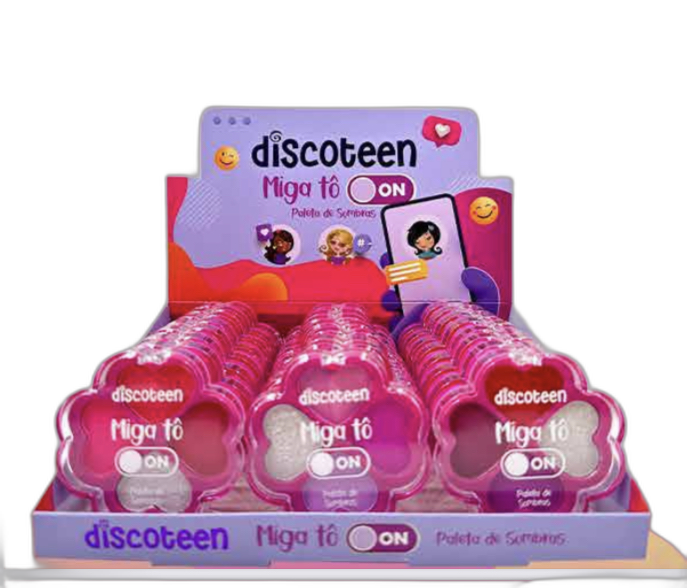 discoteen
Miga tô ON
Paleta de Sombras
#
discoteen
Miga tô
ON
Paleta de
discoteen
Miga tô
ON
Paleta de
Sombras
discoteen
Miga tô
ON
Paleta de
Sombras
discoteen Miga tô ON Paleta de Sombras